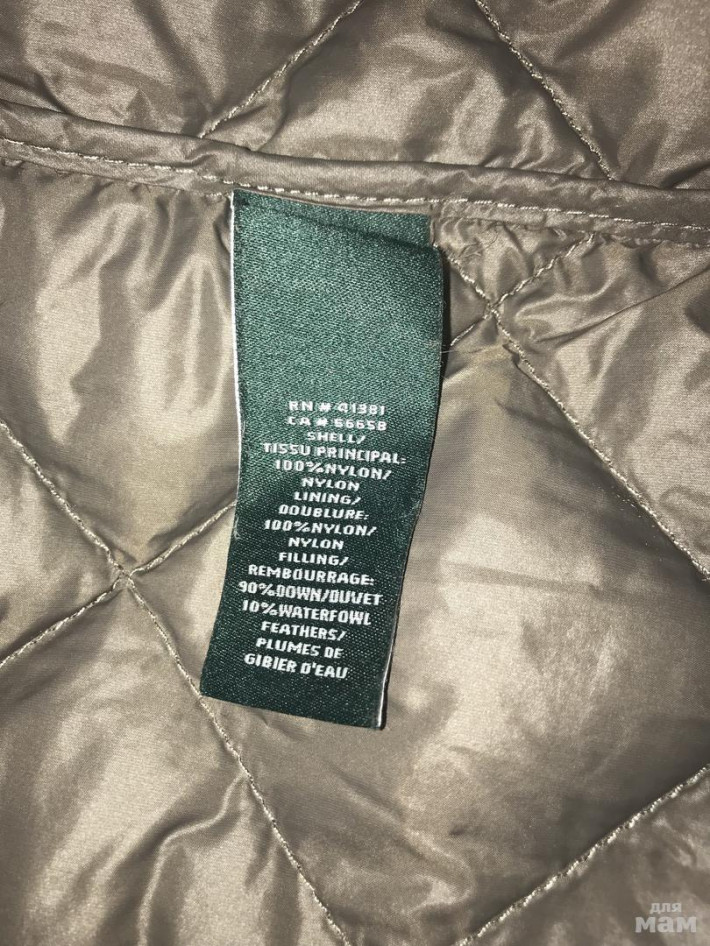 RN # 41381
CA # 56658
SHELL/
TISSU PRINCIPAL:
100%NYLON/
NYLON
LINING/
DOUBLURE:
100%NYLON/
NYLON
FILLING/
REMBOURRAGE:
90%DOWN/DUVET
10%WATERFOWL
FEATHERS/
PLUMES DE
GIBIER D'EAU
для
мам